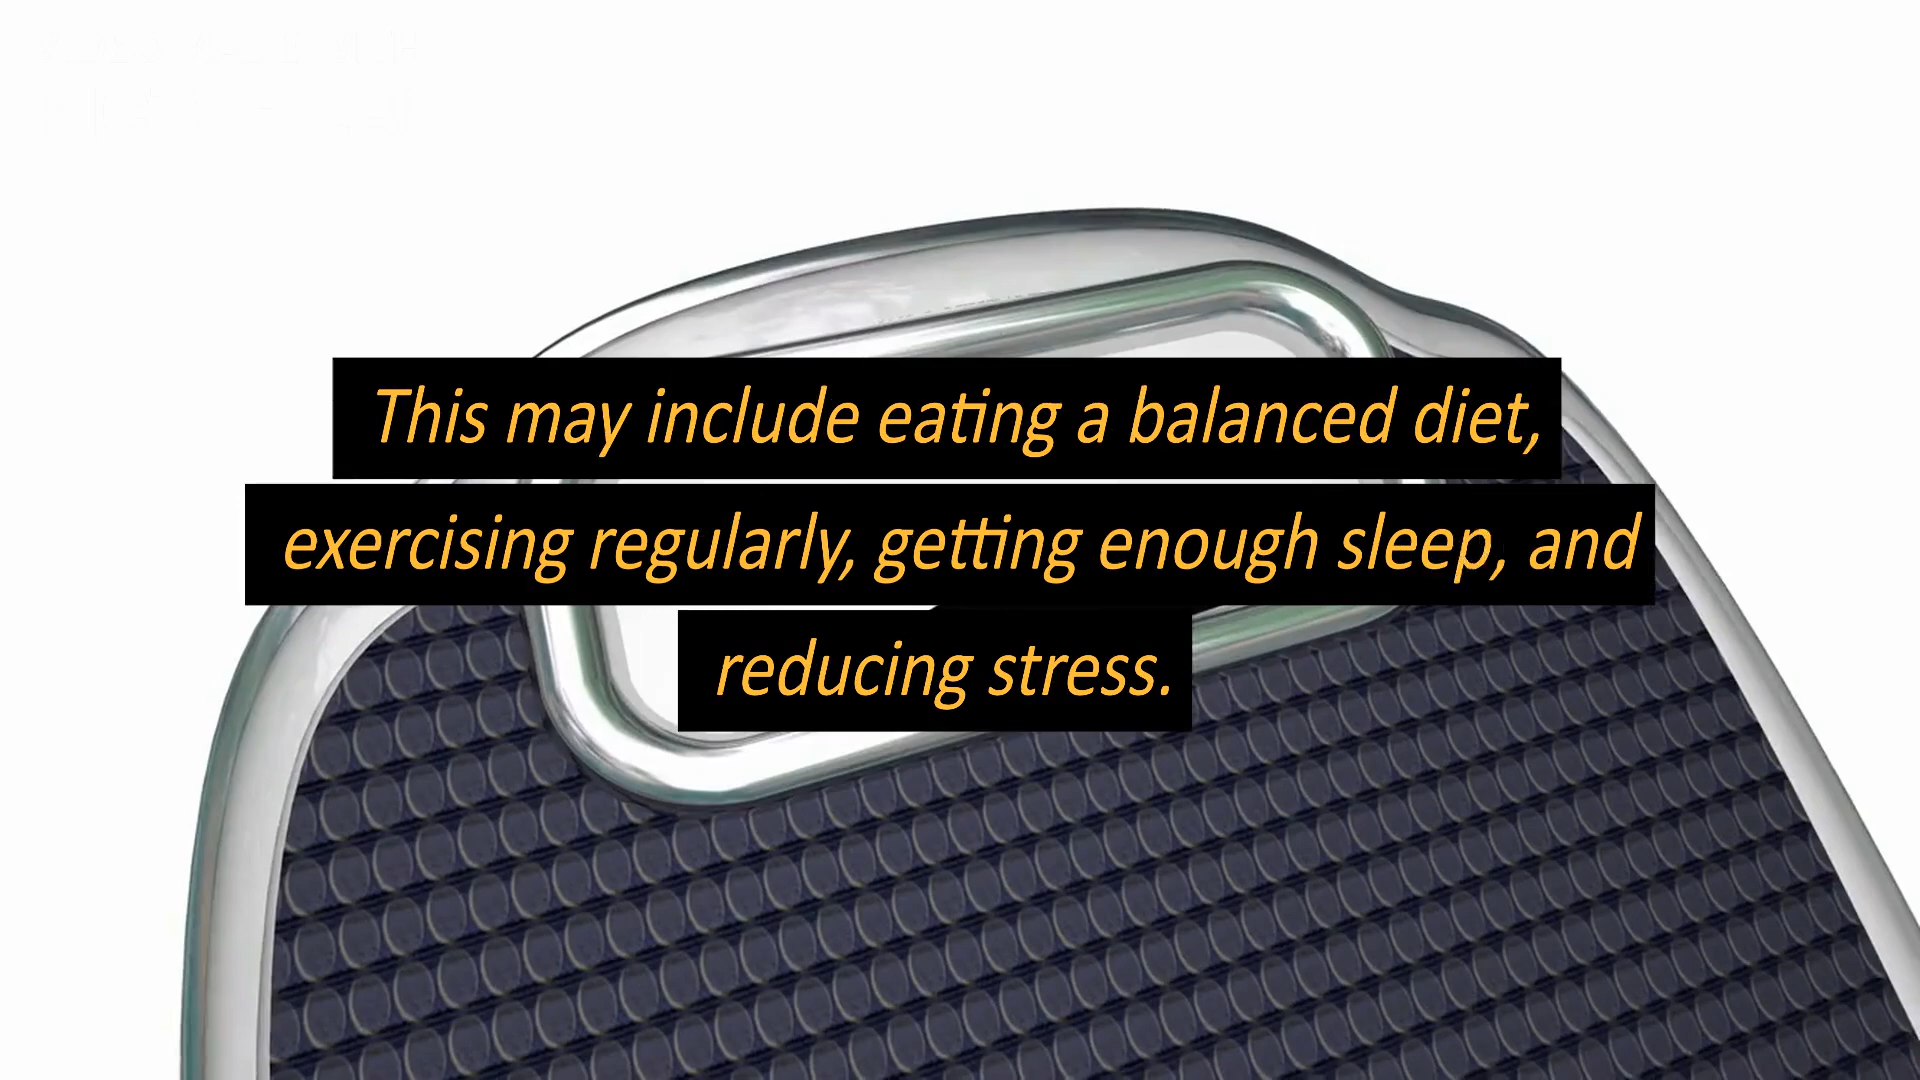 This may include eating a balanced diet,
exercising regularly, getting enough sleep, and
reducing stress.